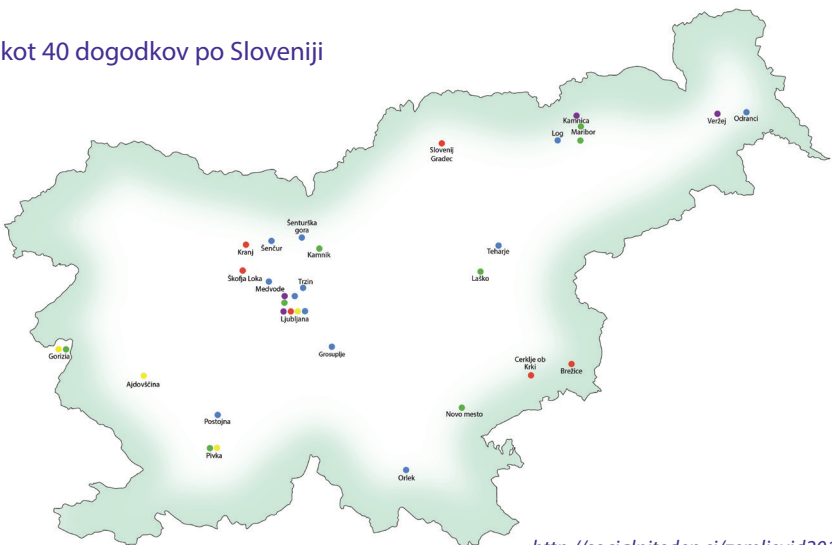 kot 40 dogodkov po Sloveniji
Kamnica
Maribor
Log
Veržej
Odranci
Slovenj
Gradec
Šenturška
gora
Kranj
Šenčur
Kamnik
Teharje
Škofja Loka
Medvode
Trzin
Laško
Ljubljana
Gorizia
Grosuplje
Cerklje ob
Krki
Brežice
Ajdovščina
Novo mesto
Postojna
Pivka
Orlek